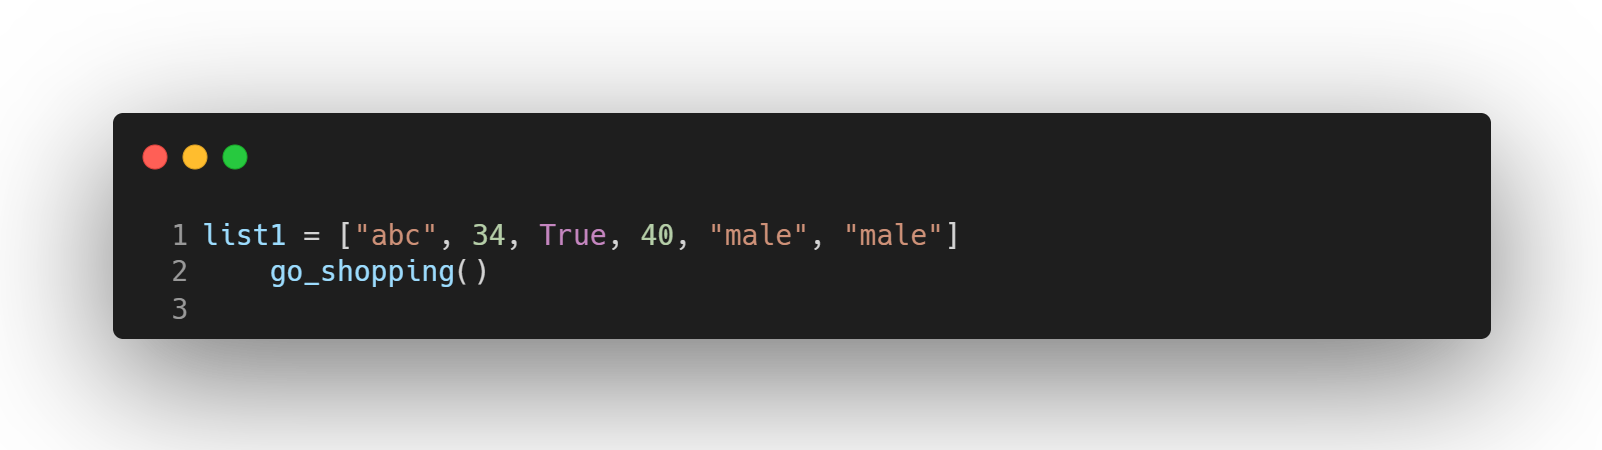 1 list1 = ["abc", 34, True, 40, "male", "male"]
2     go_shopping()
3